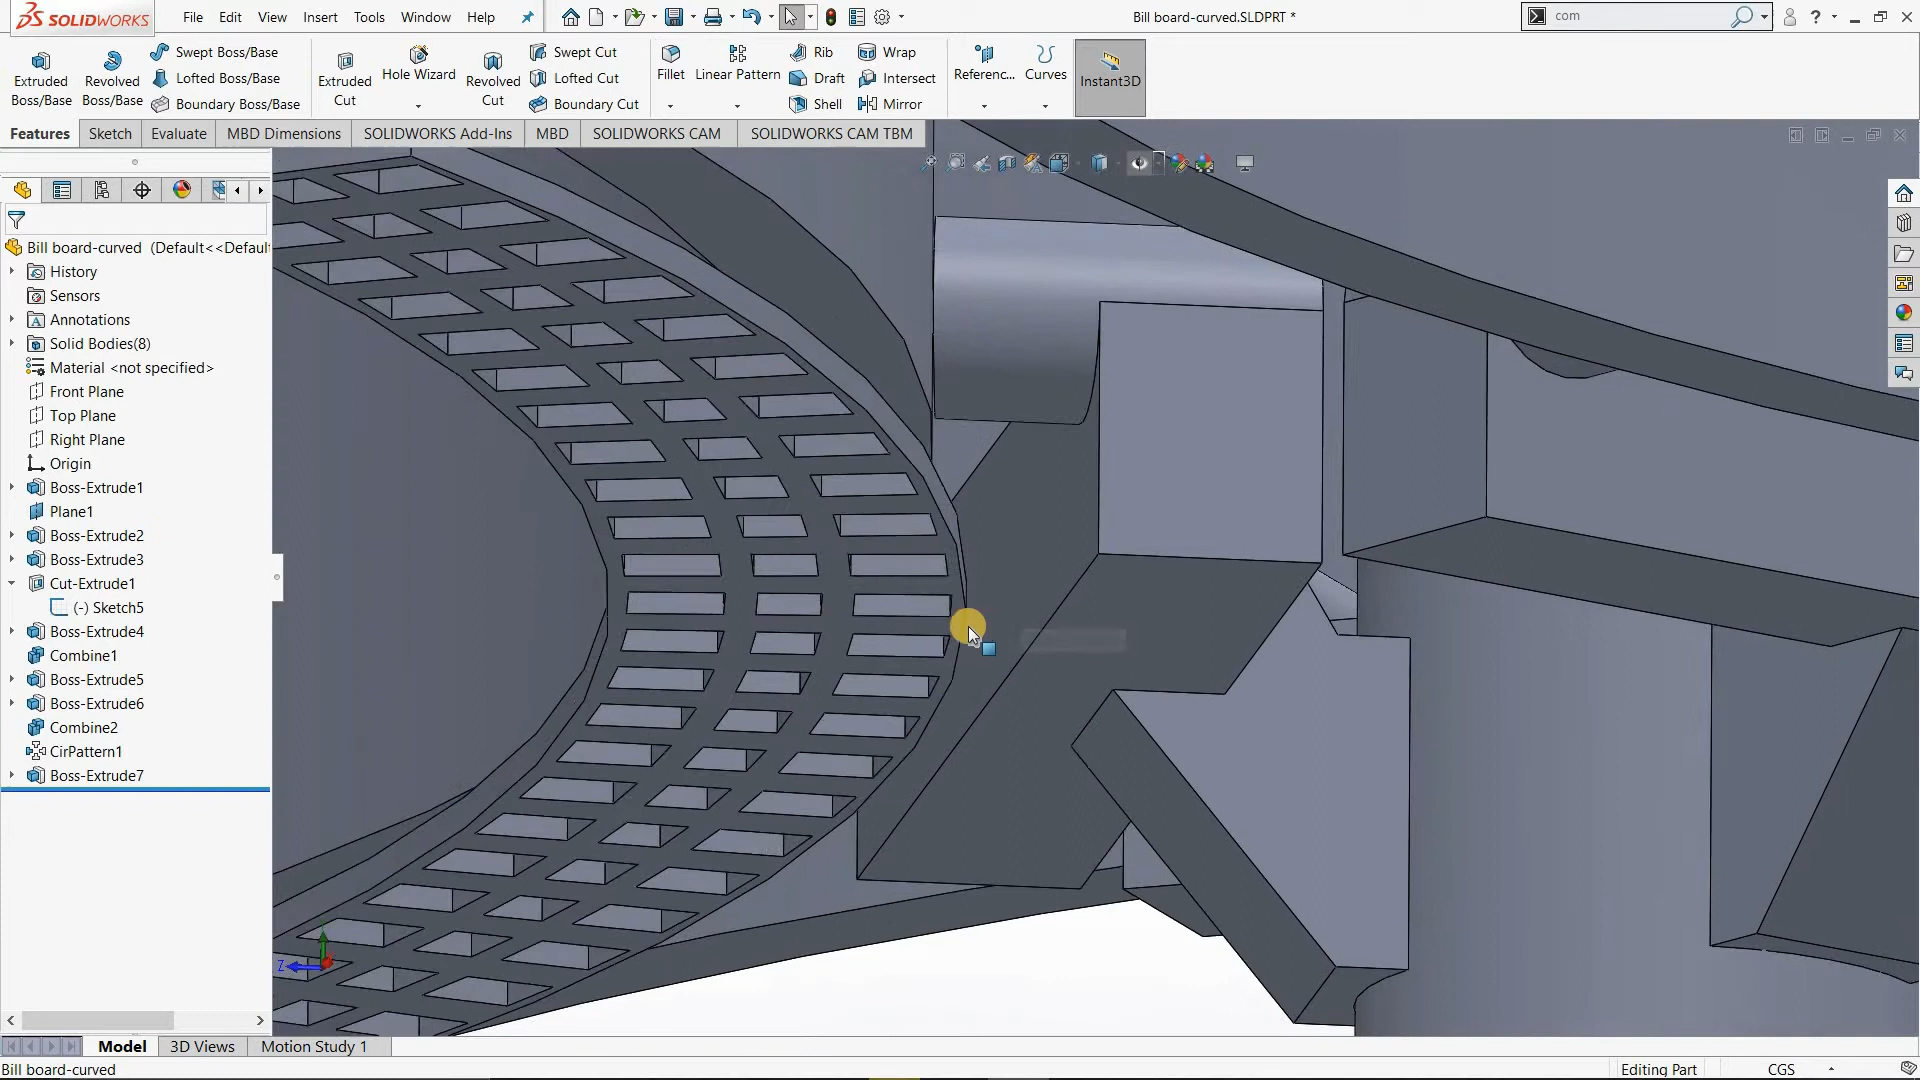 SOLIDWORKS
File Edit View Insert Tools Window Help
Bill board-curved.SLDPRT *
com
Extruded Boss/Base
Revolved Boss/Base
Swept Boss/Base
Lofted Boss/Base
Boundary Boss/Base
Extruded Cut
Hole Wizard
Revolved Cut
Swept Cut
Lofted Cut
Boundary Cut
Fillet
Linear Pattern
Rib
Draft
Shell
Wrap
Intersect
Mirror
Referenc...
Curves
Instant3D
Features Sketch Evaluate MBD Dimensions SOLIDWORKS Add-Ins MBD SOLIDWORKS CAM SOLIDWORKS CAM TBM
Bill board-curved (Default<<Default
History
Sensors
Annotations
Solid Bodies(8)
Material <not specified>
Front Plane
Top Plane
Right Plane
Origin
Boss-Extrude1
Plane1
Boss-Extrude2
Boss-Extrude3
Cut-Extrude1
(-) Sketch5
Boss-Extrude4
Combine1
Boss-Extrude5
Boss-Extrude6
Combine2
CirPattern1
Boss-Extrude7
Z
Model 3D Views Motion Study 1
Bill board-curved Editing Part CGS